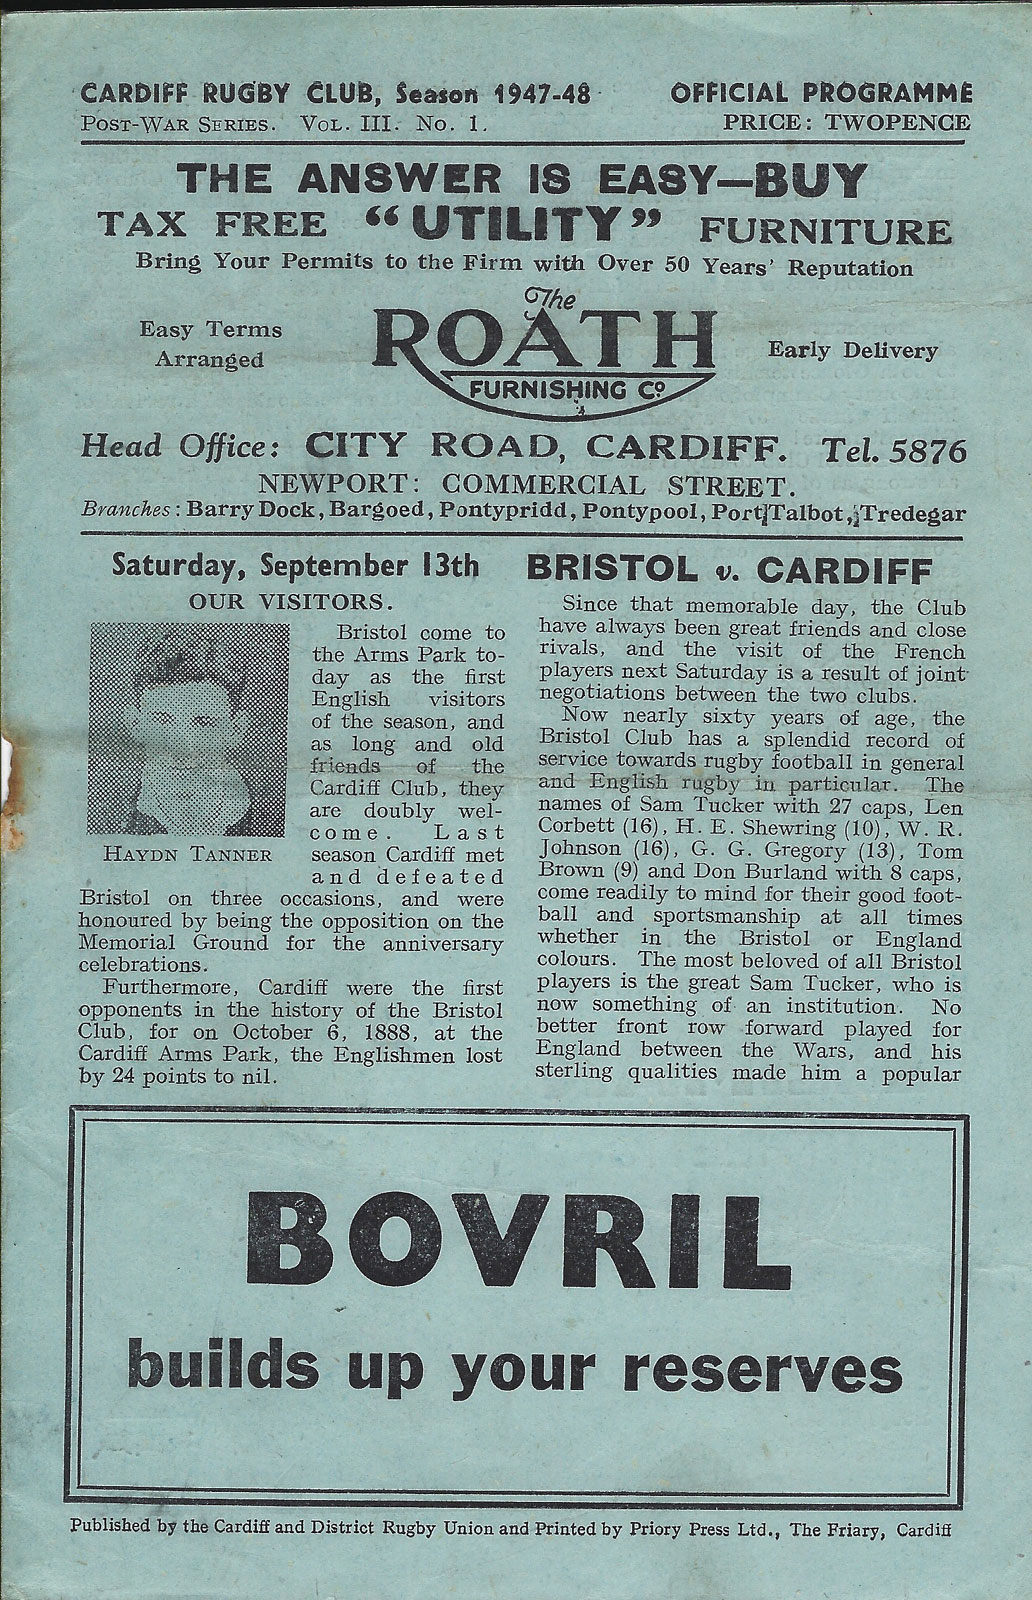 CARDIFF RUGBY CLUB, Season 1947-48
OFFICIAL PROGRAMME
POST-WAR SERIES. VOL. III. No. 1.
PRICE: TWOPENCE
THE ANSWER IS EASY—BUY
TAX FREE "UTILITY" FURNITURE
Bring Your Permits to the Firm with Over 50 Years' Reputation
Easy Terms
Arranged
The
ROATH
FURNISHING Co.
Early Delivery
Head Office: CITY ROAD, CARDIFF. Tel. 5876
NEWPORT: COMMERCIAL STREET.
Branches: Barry Dock, Bargoed, Pontypridd, Pontypool, Port Talbot, Tredegar
Saturday, September 13th
OUR VISITORS.
HAYDN TANNER
Bristol come to
the Arms Park to-
day as the first
English visitors
of the season, and
as long and old
friends of the
Cardiff Club, they
are doubly wel-
come. Last
season Cardiff met
and defeated
Bristol on three occasions, and were
honoured by being the opposition on the
Memorial Ground for the anniversary
celebrations.
Furthermore, Cardiff were the first
opponents in the history of the Bristol
Club, for on October 6, 1888, at the
Cardiff Arms Park, the Englishmen lost
by 24 points to nil.
BRISTOL v. CARDIFF
Since that memorable day, the Club
have always been great friends and close
rivals, and the visit of the French
players next Saturday is a result of joint
negotiations between the two clubs.
Now nearly sixty years of age, the
Bristol Club has a splendid record of
service towards rugby football in general
and English rugby in particular. The
names of Sam Tucker with 27 caps, Len
Corbett (16), H. E. Shewring (10), W. R.
Johnson (16), G. G. Gregory (13), Tom
Brown (9) and Don Burland with 8 caps,
come readily to mind for their good foot-
ball and sportsmanship at all times
whether in the Bristol or England
colours. The most beloved of all Bristol
players is the great Sam Tucker, who is
now something of an institution. No
better front row forward played for
England between the Wars, and his
sterling qualities made him a popular
BOVRIL
builds up your reserves
Published by the Cardiff and District Rugby Union and Printed by Priory Press Ltd., The Friary, Cardiff